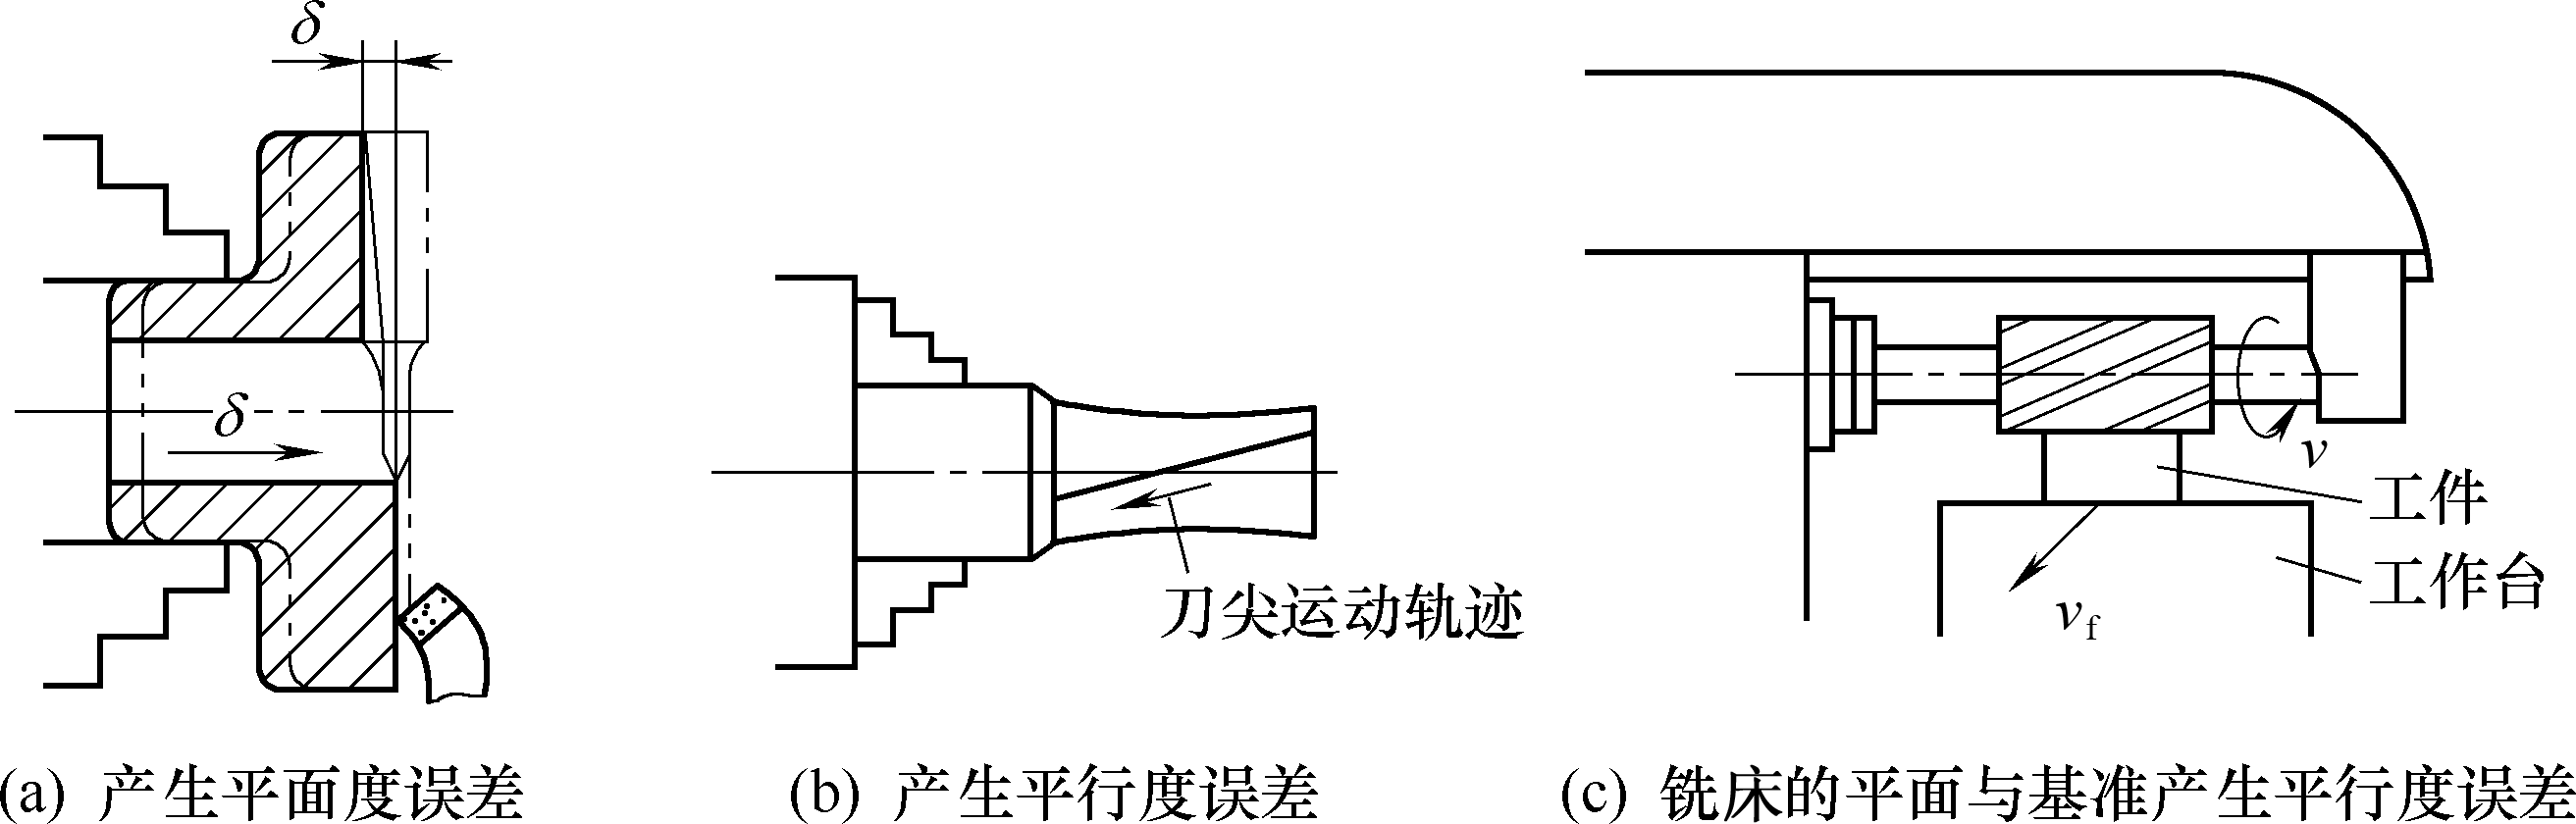 δ
δ
刀尖运动轨迹
v
工件
工作台
v_f
(a) 产生平面度误差
(b) 产生平行度误差
(c) 铣床的平面与基准产生平行度误差